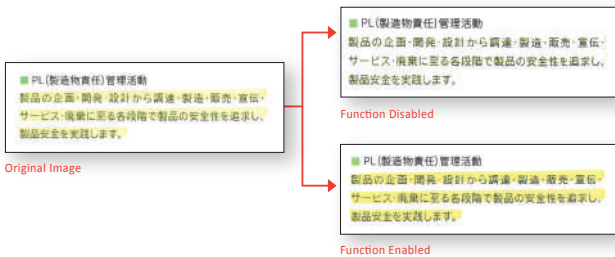 ■ PL(製造物責任)管理活動
製品の企画・開発・設計から調達・製造・販売・宣伝・
サービス・廃棄に至る各段階で製品の安全性を追求し、
製品安全を実践します。
Original Image
■ PL(製造物責任)管理活動
製品の企画・開発・設計から調達・製造・販売・宣伝・
サービス・廃棄に至る各段階で製品の安全性を追求し、
製品安全を実践します。
Function Disabled
■ PL(製造物責任)管理活動
製品の企画・開発・設計から調達・製造・販売・宣伝・
サービス・廃棄に至る各段階で製品の安全性を追求し、
製品安全を実践します。
Function Enabled